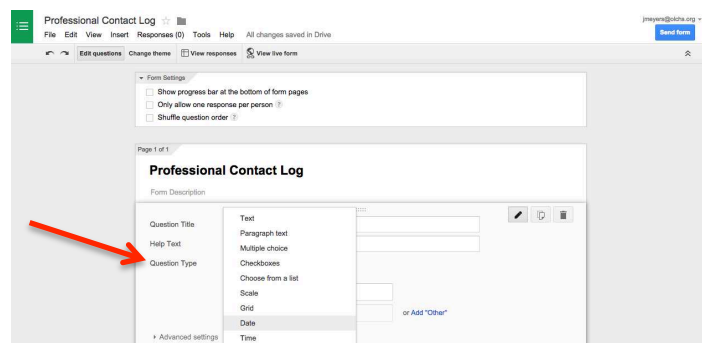 Professional Contact Log
jmeyers@olchs.org
File Edit View Insert Responses (0) Tools Help All changes saved in Drive
Send form
Edit questions Change theme View responses View live form
Form Settings
Show progress bar at the bottom of form pages
Only allow one response per person ?
Shuffle question order ?
Page 1 of 1
Professional Contact Log
Form Description
Question Title
Help Text
Question Type
Text
Paragraph text
Multiple choice
Checkboxes
Choose from a list
Scale
Grid
Date
Time
or Add "Other"
Advanced settings